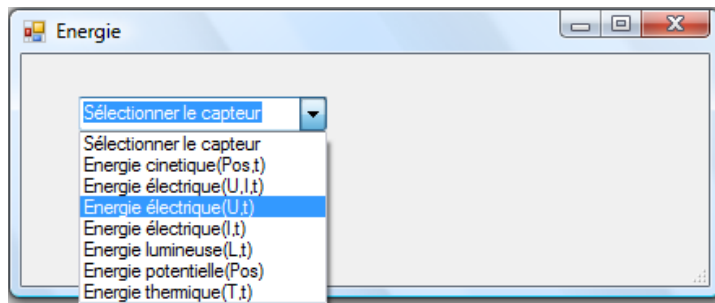 Energie
Sélectionner le capteur
Sélectionner le capteur
Energie cinetique(Pos,t)
Energie électrique(U,I,t)
Energie électrique(U,t)
Energie électrique(I,t)
Energie lumineuse(L,t)
Energie potentielle(Pos)
Energie thermique(T,t)